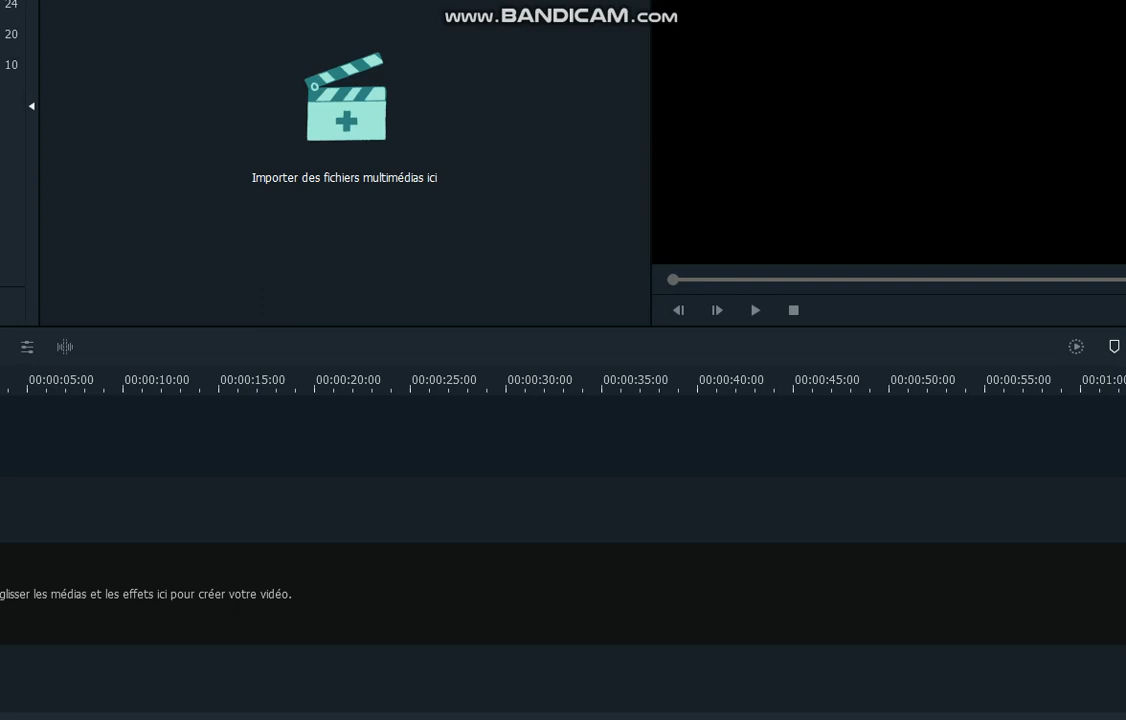 24
www.BANDICAM.com
20
10
Importer des fichiers multimédias ici
00:00:05:00 00:00:10:00 00:00:15:00 00:00:20:00 00:00:25:00 00:00:30:00 00:00:35:00 00:00:40:00 00:00:45:00 00:00:50:00 00:00:55:00 00:01:00
glisser les médias et les effets ici pour créer votre vidéo.